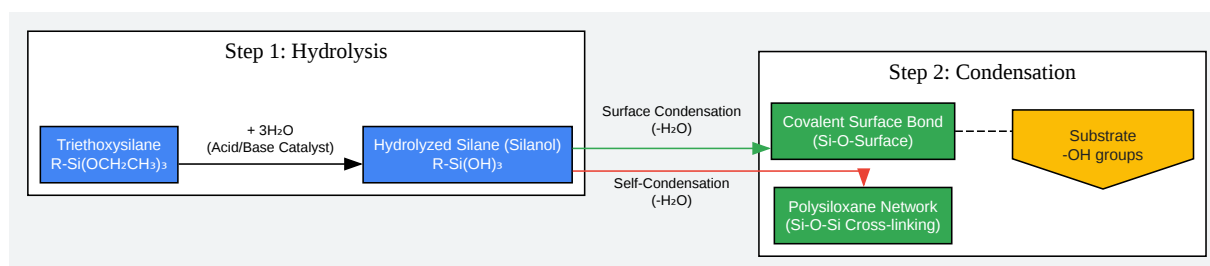 Step 1: Hydrolysis
Triethoxysilane
R-Si(OCH₂CH₃)₃
+ 3H₂O
(Acid/Base Catalyst)
Hydrolyzed Silane (Silanol)
R-Si(OH)₃
Surface Condensation
(-H₂O)
Self-Condensation
(-H₂O)
Step 2: Condensation
Covalent Surface Bond
(Si-O-Surface)
Substrate
-OH groups
Polysiloxane Network
(Si-O-Si Cross-linking)